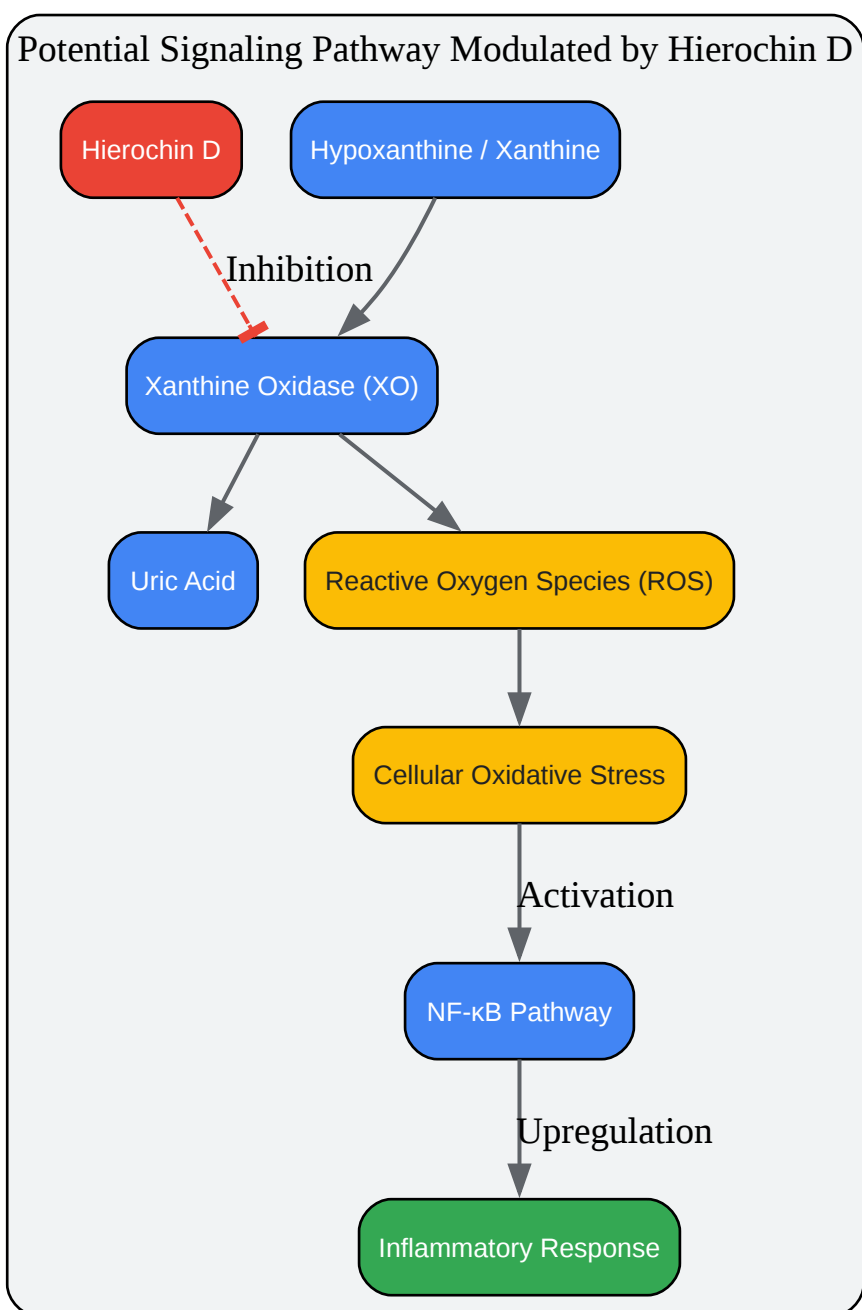 Potential Signaling Pathway Modulated by Hierochin D
Hierochin D
Hypoxanthine / Xanthine
Inhibition
Xanthine Oxidase (XO)
Uric Acid
Reactive Oxygen Species (ROS)
Cellular Oxidative Stress
Activation
NF-κB Pathway
Upregulation
Inflammatory Response